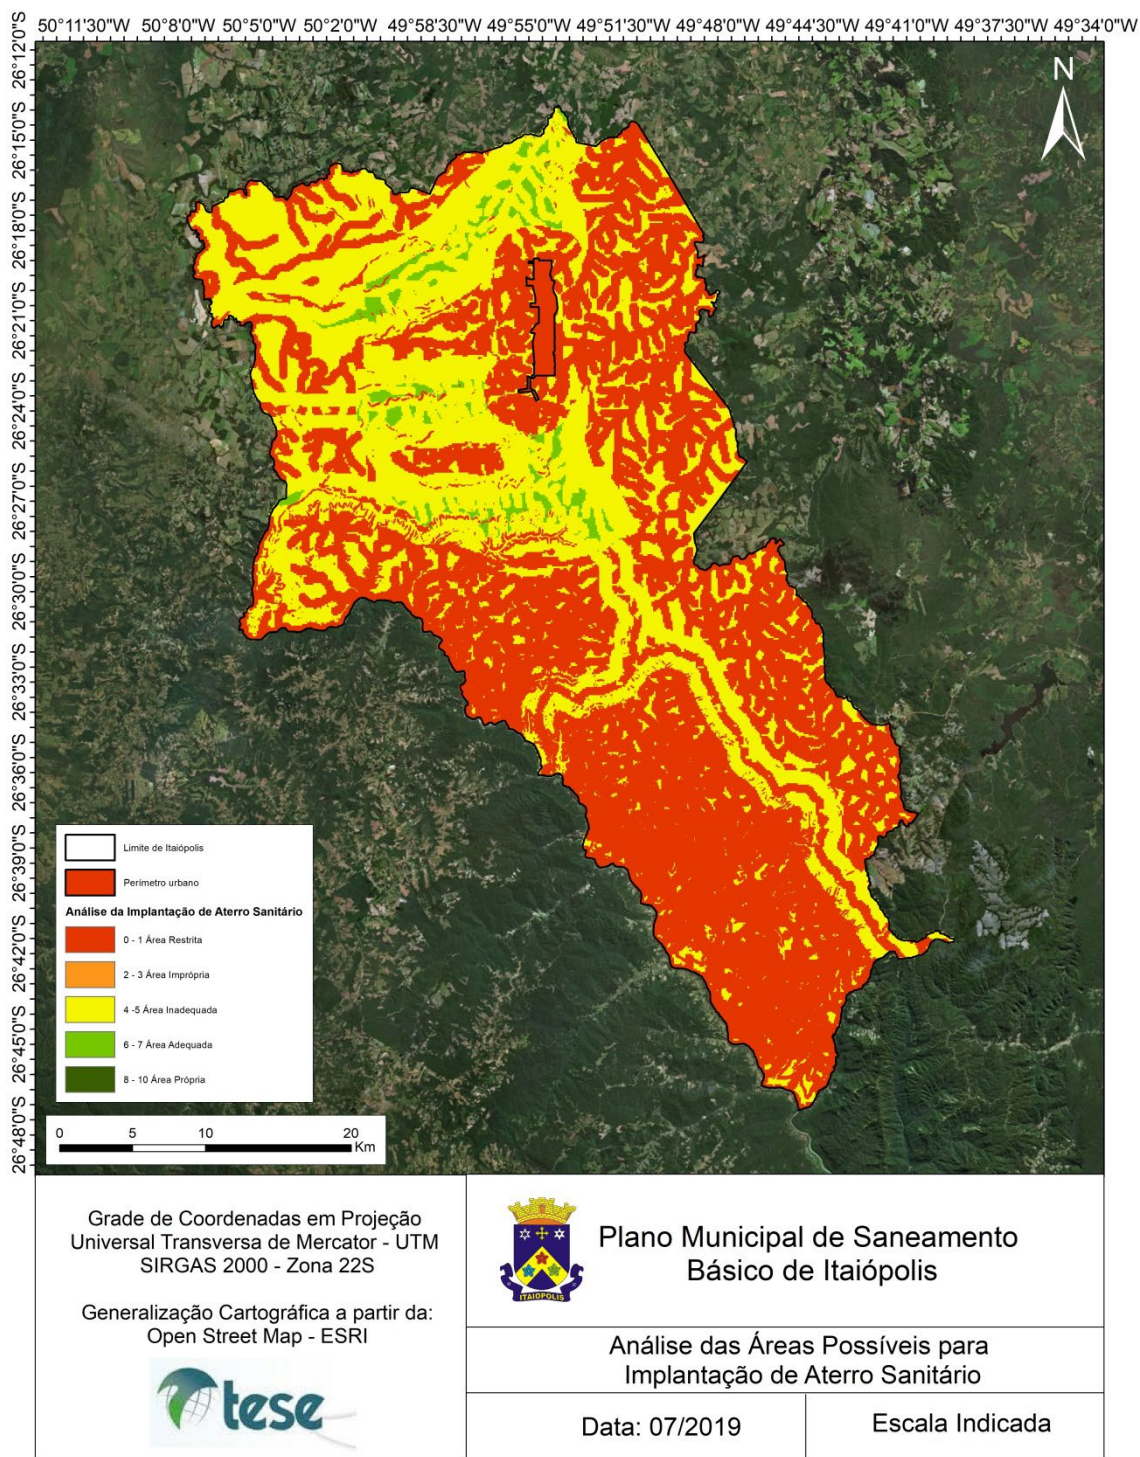 50°11'30"W 50°8'0"W 50°5'0"W 50°2'0"W 49°58'30"W 49°55'0"W 49°51'30"W 49°48'0"W 49°44'30"W 49°41'0"W 49°37'30"W 49°34'0"W
26°12'0"S
26°15'0"S
26°18'0"S
26°21'0"S
26°24'0"S
26°27'0"S
26°30'0"S
26°33'0"S
26°36'0"S
26°39'0"S
26°42'0"S
26°45'0"S
26°48'0"S
N
Limite de Itaiópolis
Perímetro urbano
Análise da Implantação de Aterro Sanitário
0 - 1 Área Restrita
2 - 3 Área Imprópria
4 -5 Área Inadequada
6 - 7 Área Adequada
8 - 10 Área Própria
0 5 10 20
Km
Grade de Coordenadas em Projeção
Universal Transversa de Mercator - UTM
SIRGAS 2000 - Zona 22S
Generalização Cartográfica a partir da:
Open Street Map - ESRI
tese
ITAIOPOLIS
Plano Municipal de Saneamento
Básico de Itaiópolis
Análise das Áreas Possíveis para
Implantação de Aterro Sanitário
Data: 07/2019
Escala Indicada